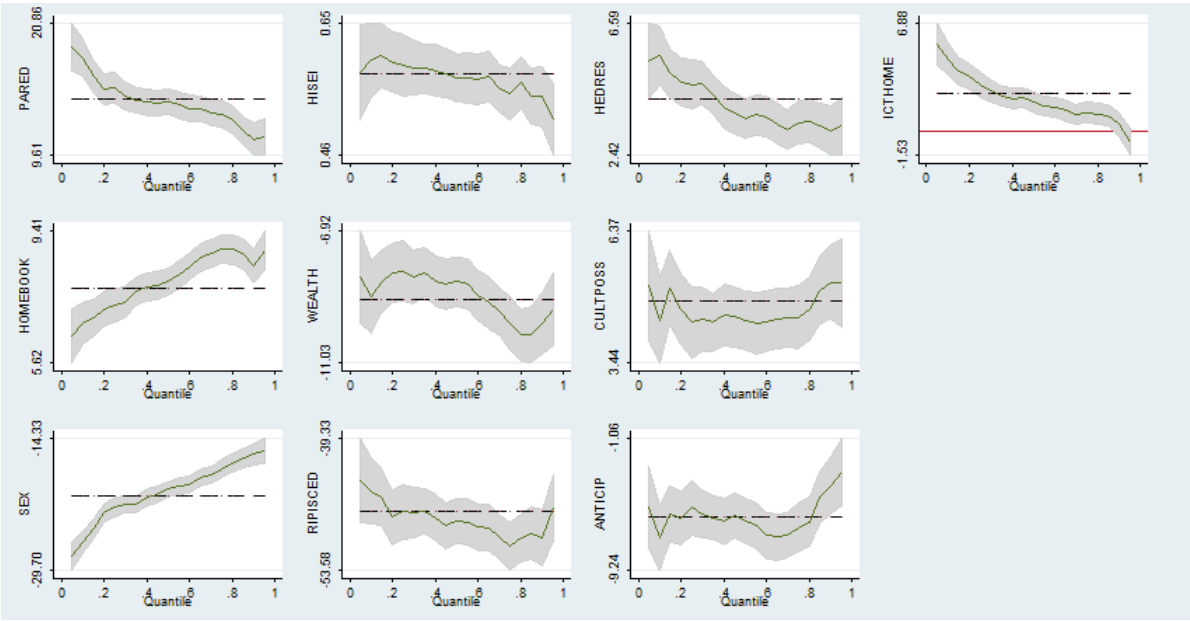 PARED
20.86
9.61
0 .2 .4 .6 .8 1
Quantile
HISEI
0.65
0.46
0 .2 .4 .6 .8 1
Quantile
HEDRES
6.59
2.42
0 .2 .4 .6 .8 1
Quantile
ICTHOME
6.88
-1.53
0 .2 .4 .6 .8 1
Quantile
HOMEBOOK
9.41
5.62
0 .2 .4 .6 .8 1
Quantile
WEALTH
-6.92
-11.03
0 .2 .4 .6 .8 1
Quantile
CULTPOSS
6.37
3.44
0 .2 .4 .6 .8 1
Quantile
SEX
-14.33
-29.70
0 .2 .4 .6 .8 1
Quantile
RIPISCED
-39.33
-53.58
0 .2 .4 .6 .8 1
Quantile
ANTICIP
-1.06
-9.24
0 .2 .4 .6 .8 1
Quantile